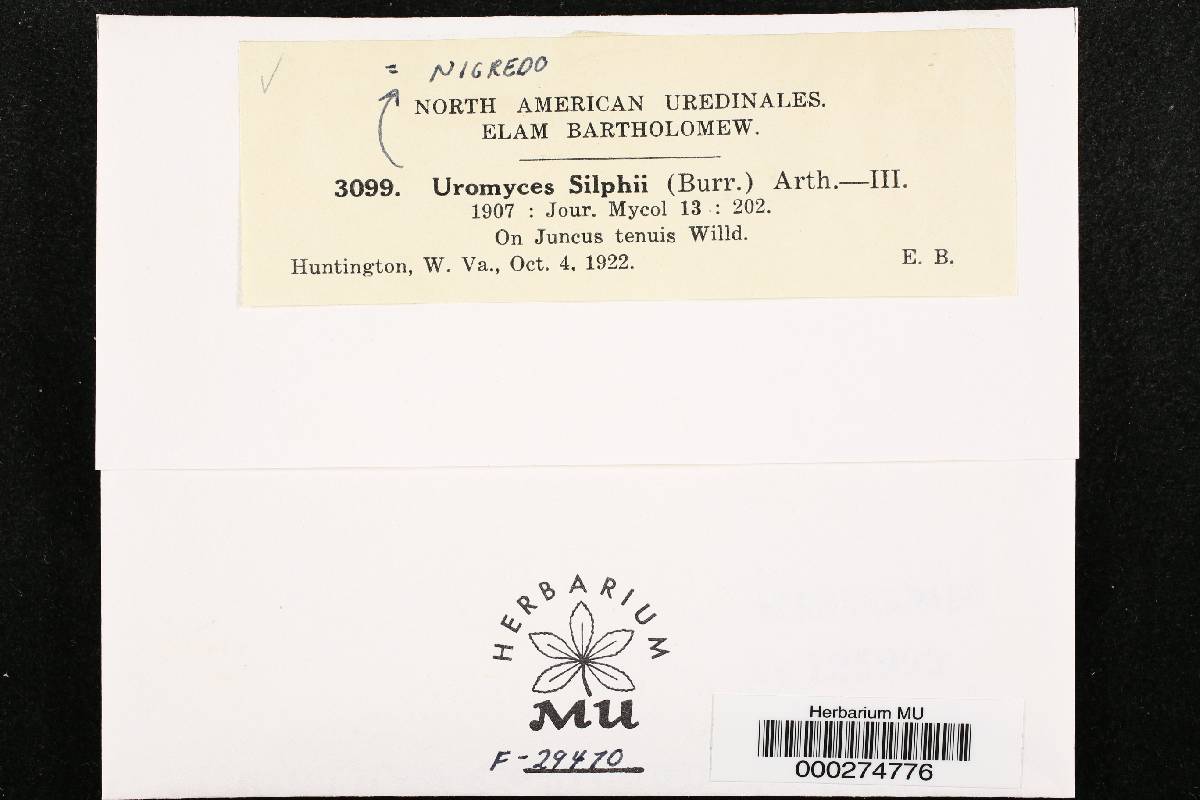 = NIGREDO
NORTH AMERICAN UREDINALES.
ELAM BARTHOLOMEW.
3099. Uromyces Silphii (Burr.) Arth.—III.
1907 : Jour. Mycol 13 : 202.
On Juncus tenuis Willd.
Huntington, W. Va., Oct. 4, 1922. E. B.
HERBARIUM
MU
F-29470
Herbarium MU
000274776